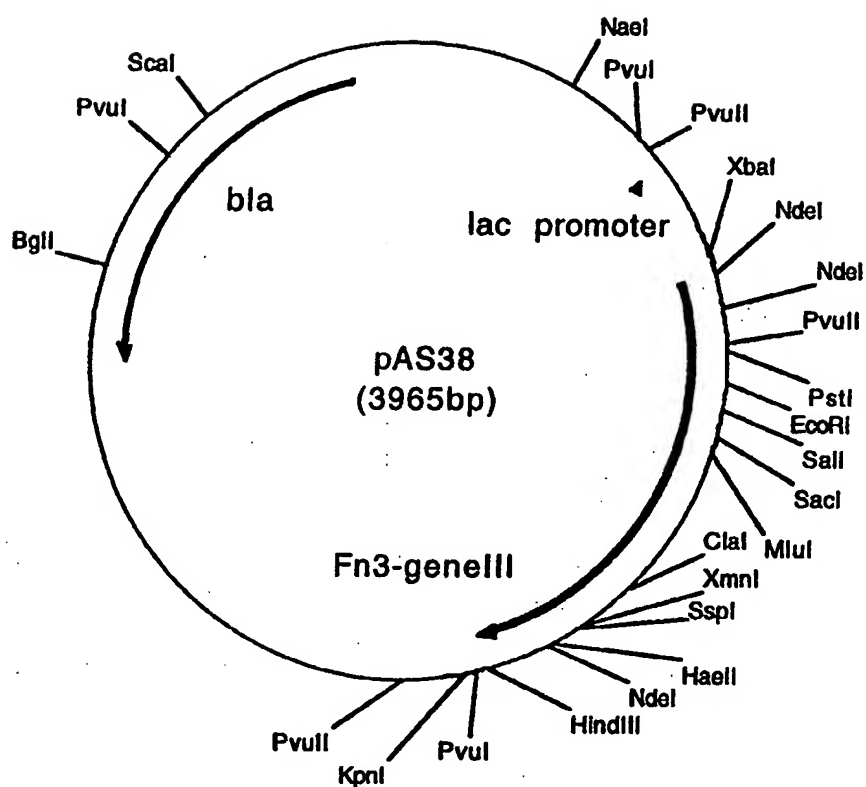 NaeI
ScaI
PvuI
PvuI
PvuII
XbaI
bla
lac promoter
NdeI
BglI
NdeI
PvuII
pAS38
(3965bp)
PstI
EcoRI
SalI
SacI
MluI
ClaI
Fn3-geneIII
XmnI
SspI
HaeII
NdeI
HindIII
PvuII
PvuI
KpnI